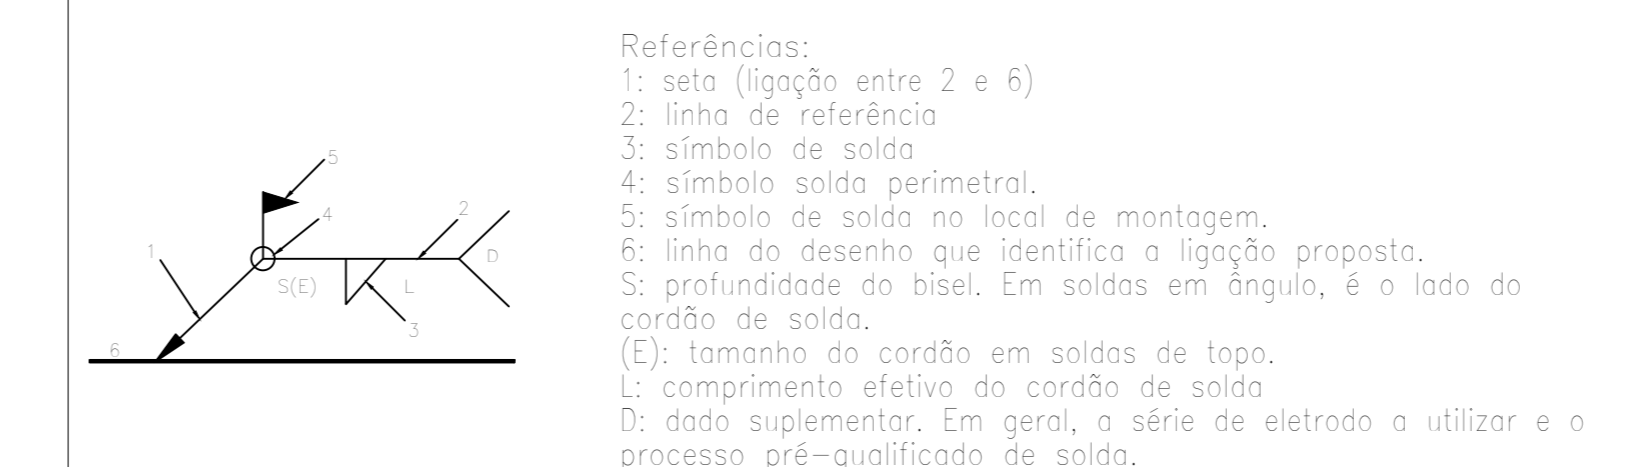 5
4
2
1
D
S(E)
L
3
6
Referências:
1: seta (ligação entre 2 e 6)
2: linha de referência
3: símbolo de solda
4: símbolo solda perimetral.
5: símbolo de solda no local de montagem.
6: linha do desenho que identifica a ligação proposta.
S: profundidade do bisel. Em soldas em ângulo, é o lado do
cordão de solda.
(E): tamanho do cordão em soldas de topo.
L: comprimento efetivo do cordão de solda
D: dado suplementar. Em geral, a série de eletrodo a utilizar e o
processo pré-qualificado de solda.